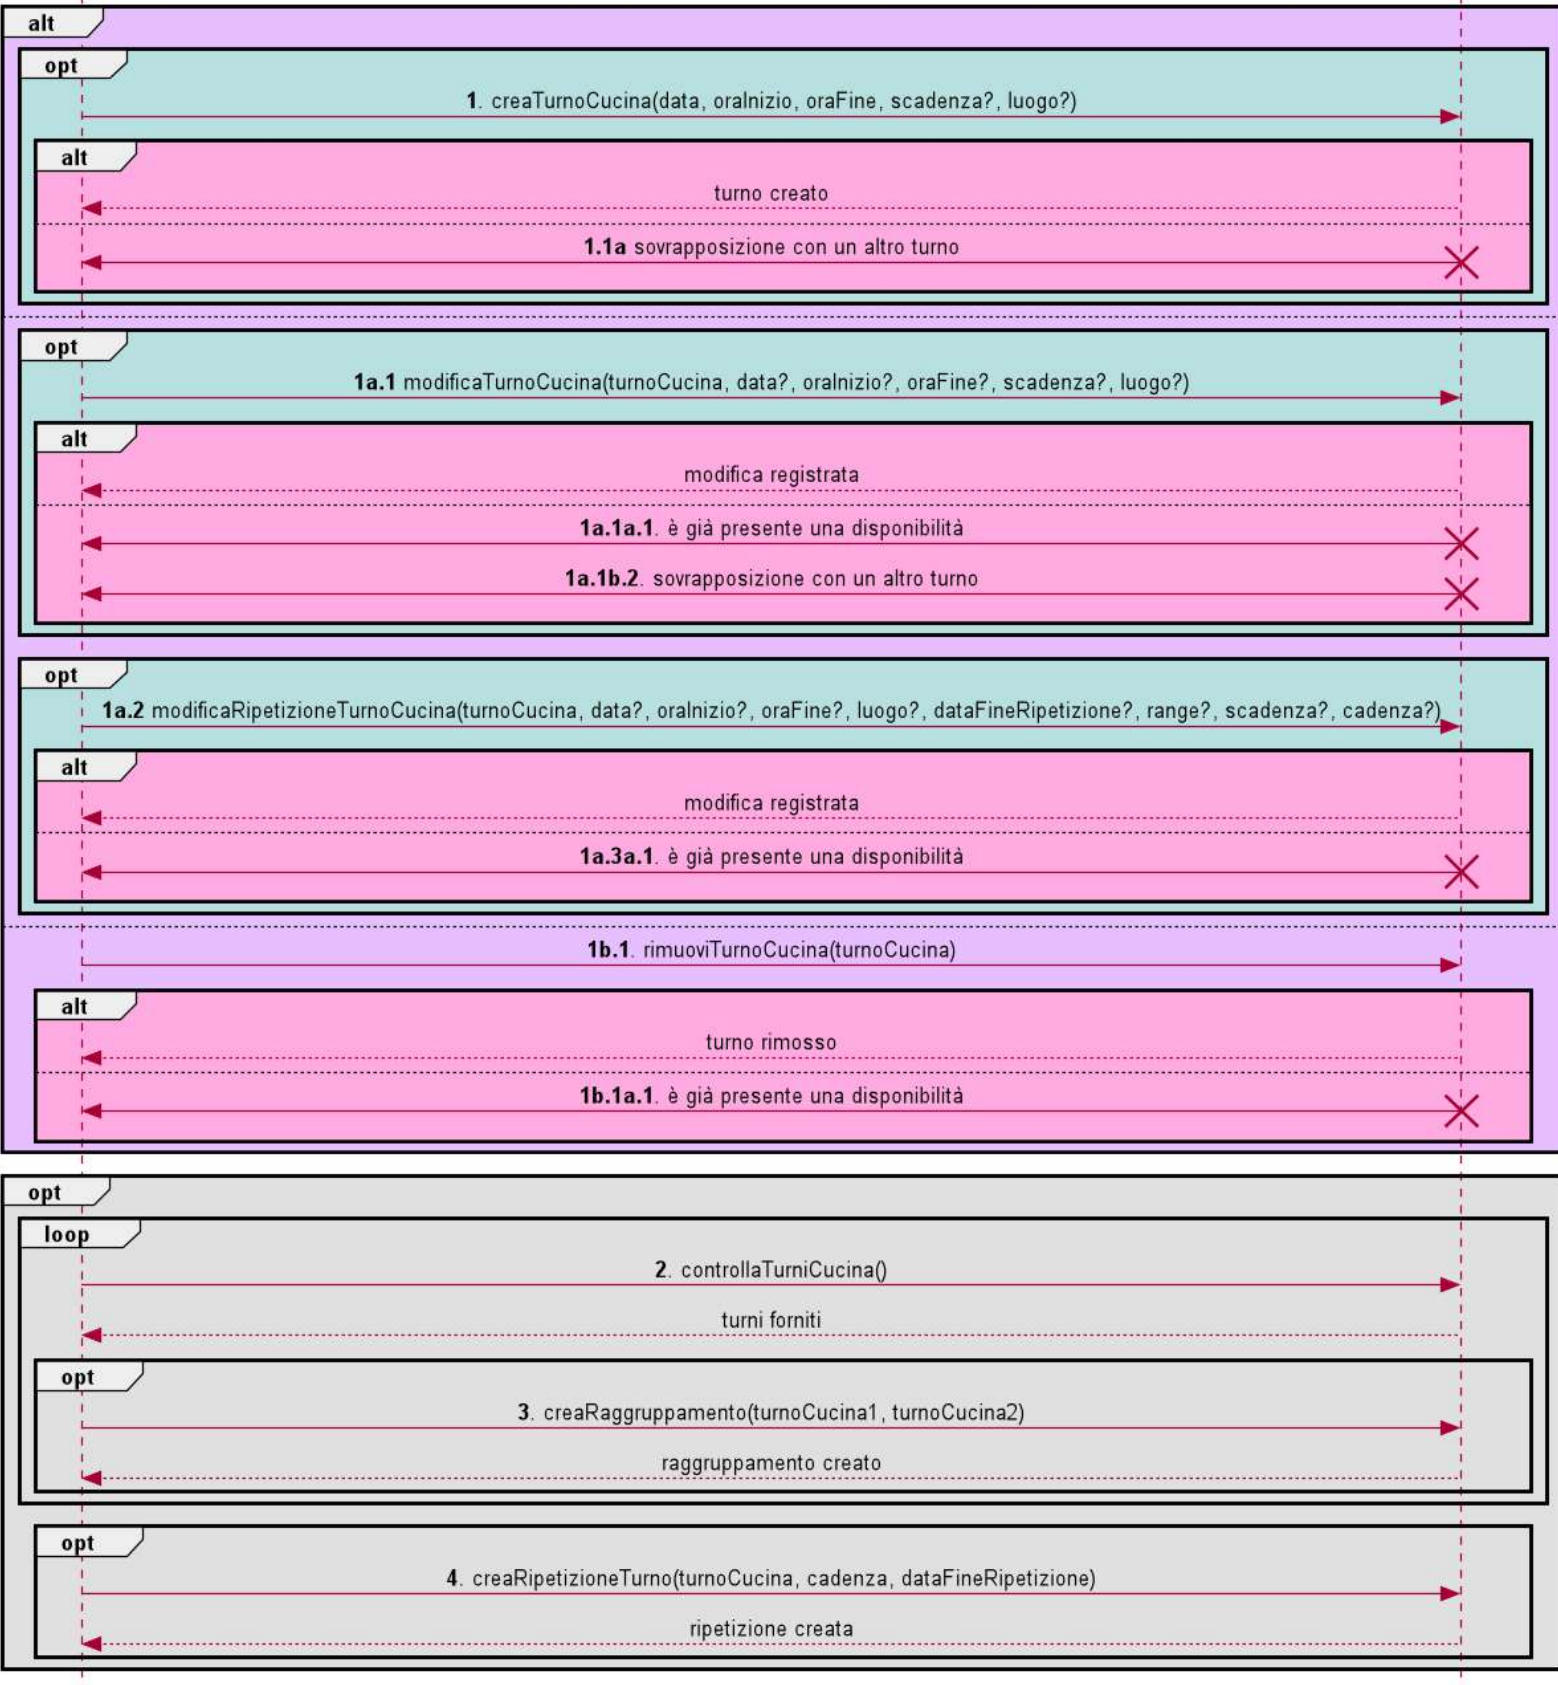 alt
opt
1. creaTurnoCucina(data, oraInizio, oraFine, scadenza?, luogo?)
alt
turno creato
1.1a sovrapposizione con un altro turno
opt
1a.1 modificaTurnoCucina(turnoCucina, data?, oraInizio?, oraFine?, scadenza?, luogo?)
alt
modifica registrata
1a.1a.1. è già presente una disponibilità
1a.1b.2. sovrapposizione con un altro turno
opt
1a.2 modificaRipetizioneTurnoCucina(turnoCucina, data?, oraInizio?, oraFine?, luogo?, dataFineRipetizione?, range?, scadenza?, cadenza?)
alt
modifica registrata
1a.3a.1. è già presente una disponibilità
1b.1. rimuoviTurnoCucina(turnoCucina)
alt
turno rimosso
1b.1a.1. è già presente una disponibilità
opt
loop
2. controllaTurniCucina()
turni forniti
opt
3. creaRaggruppamento(turnoCucina1, turnoCucina2)
raggruppamento creato
opt
4. creaRipetizioneTurno(turnoCucina, cadenza, dataFineRipetizione)
ripetizione creata